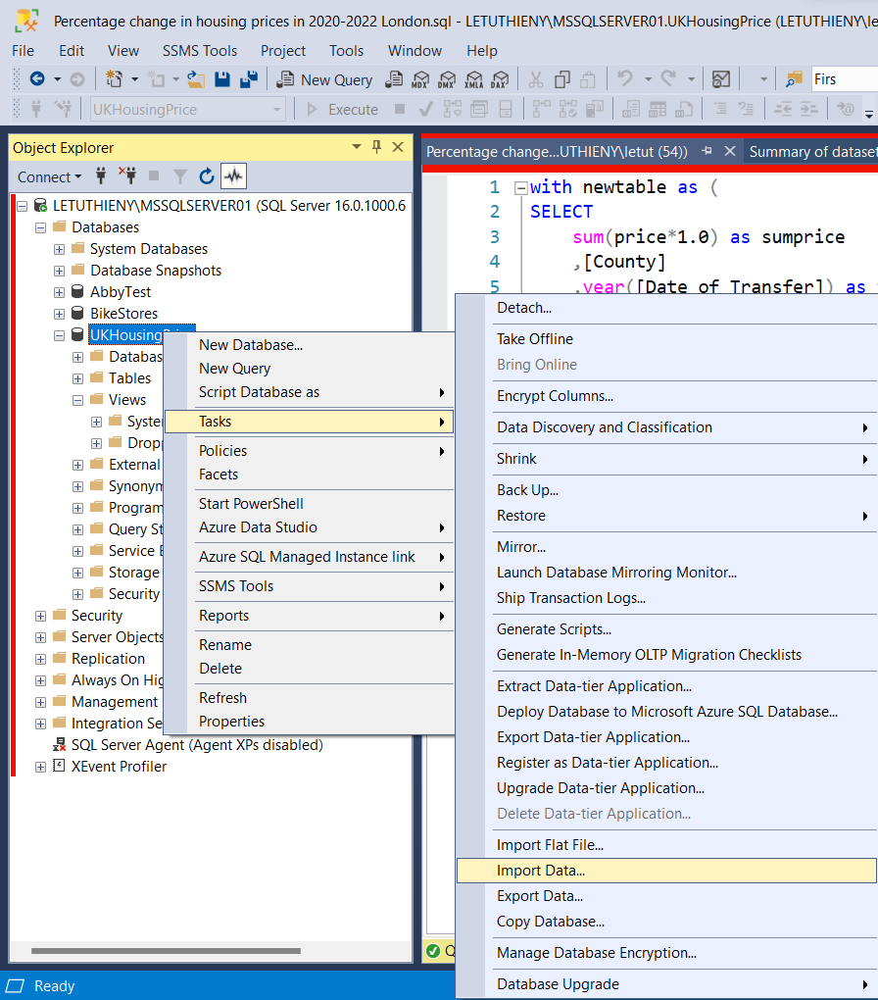 Percentage change in housing prices in 2020-2022 London.sql - LETUTHIENY\MSSQLSERVER01.UKHousingPrice (LETUTHIENY\le
File Edit View SSMS Tools Project Tools Window Help
New Query MDX DMX XMLA DAX Firs
UKHousingPrice Execute
Object Explorer
Connect
LETUTHIENY\MSSQLSERVER01 (SQL Server 16.0.1000.6
Databases
System Databases
Database Snapshots
AbbyTest
BikeStores
UKHousingPric
Databas
Tables
Views
Syste
Dropp
External
Synonym
Program
Query St
Service B
Storage
Security
Security
Server Objects
Replication
Always On Hig
Management
Integration Se
SQL Server Agent (Agent XPs disabled)
XEvent Profiler
Percentage change...UTHIENY\letut (54)) Summary of dataset
1 with newtable as (
2 SELECT
3 sum(price*1.0) as sumprice
4 ,[County]
5 ,year([Date of Transfer]) as
New Database...
New Query
Script Database as
Tasks
Policies
Facets
Start PowerShell
Azure Data Studio
Azure SQL Managed Instance link
SSMS Tools
Reports
Rename
Delete
Refresh
Properties
Detach...
Take Offline
Bring Online
Encrypt Columns...
Data Discovery and Classification
Shrink
Back Up...
Restore
Mirror...
Launch Database Mirroring Monitor...
Ship Transaction Logs...
Generate Scripts...
Generate In-Memory OLTP Migration Checklists
Extract Data-tier Application...
Deploy Database to Microsoft Azure SQL Database...
Export Data-tier Application...
Register as Data-tier Application...
Upgrade Data-tier Application...
Delete Data-tier Application...
Import Flat File...
Import Data...
Export Data...
Copy Database...
Manage Database Encryption...
Database Upgrade
Q
Ready